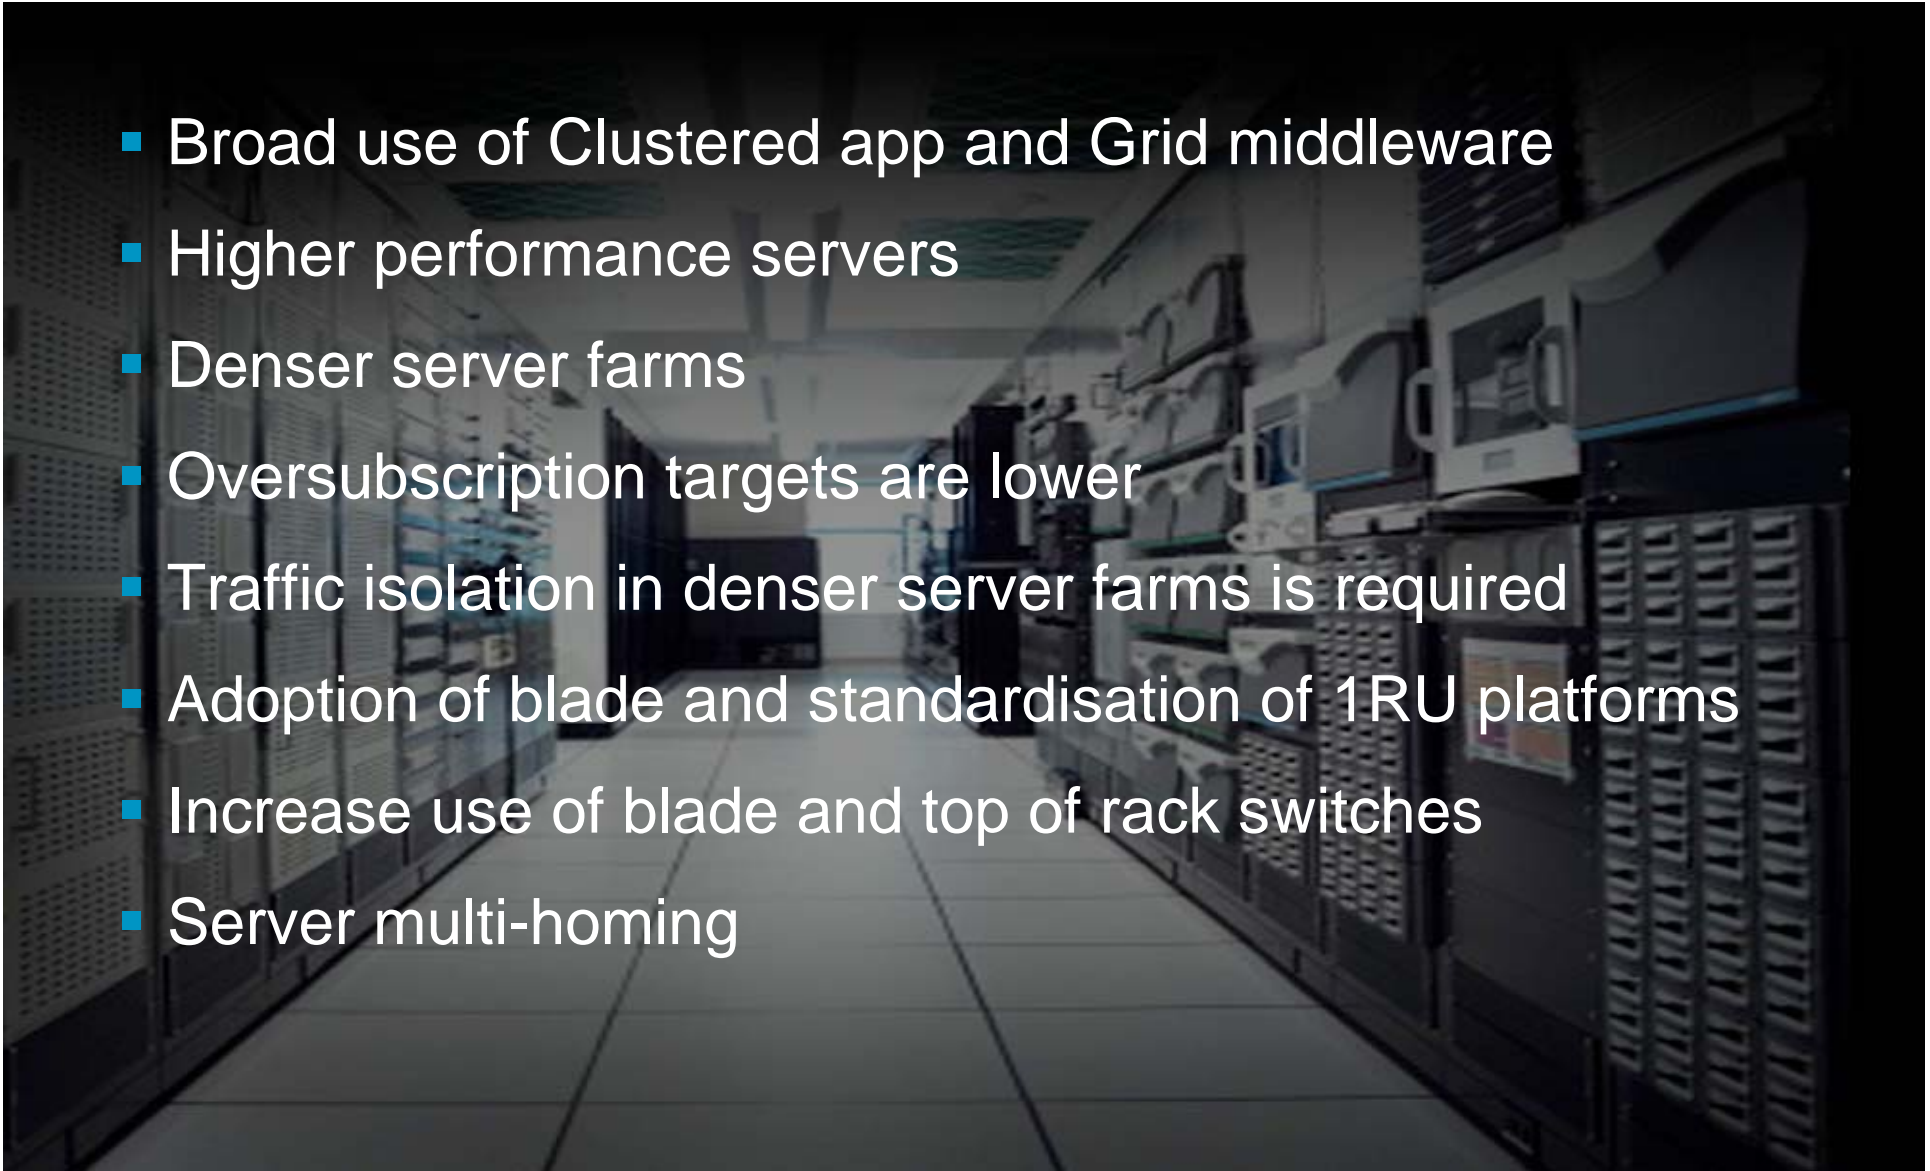 Broad use of Clustered app and Grid middleware
Higher performance servers
Denser server farms
Oversubscription targets are lower
Traffic isolation in denser server farms is required
Adoption of blade and standardisation of 1RU platforms
Increase use of blade and top of rack switches
Server multi-homing